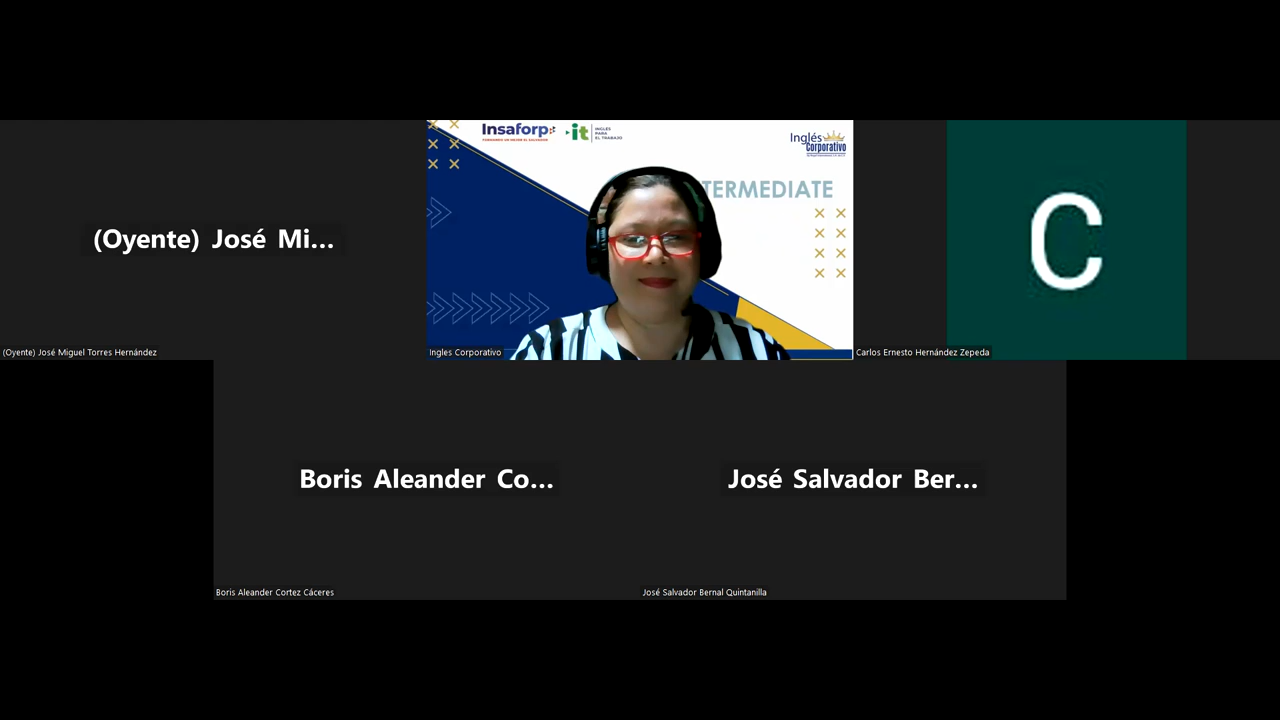 (Oyente) José Mi...
(Oyente) José Miguel Torres Hernández
Insaforp
it
INGLÉS
PARA
EL TRABAJO
Inglés
Corporativo
TERMEDIATE
Ingles Corporativo
C
Carlos Ernesto Hernández Zepeda
Boris Aleander Co...
Boris Aleander Cortez Cáceres
José Salvador Ber...
José Salvador Bernal Quintanilla